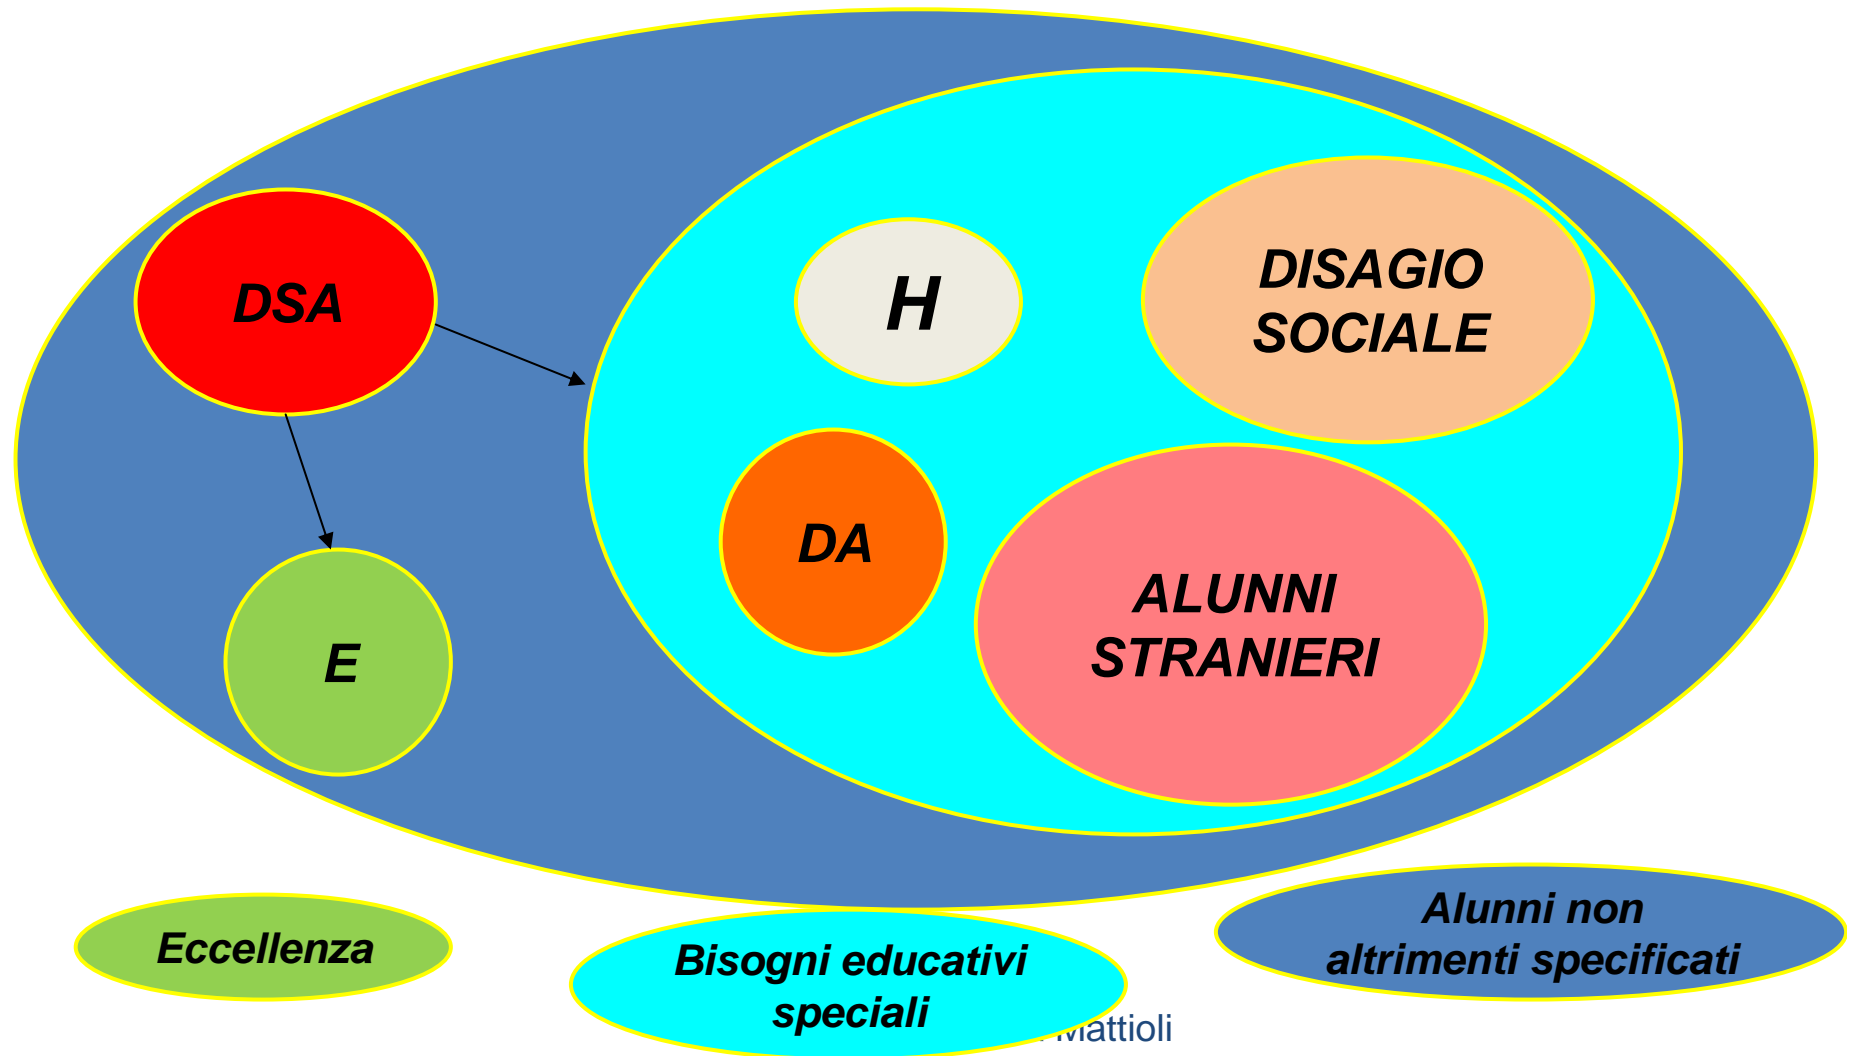 DSA
H
DISAGIO
SOCIALE
DA
ALUNNI
STRANIERI
E
Eccellenza
Bisogni educativi
speciali
Alunni non
altrimenti specificati
Mattioli